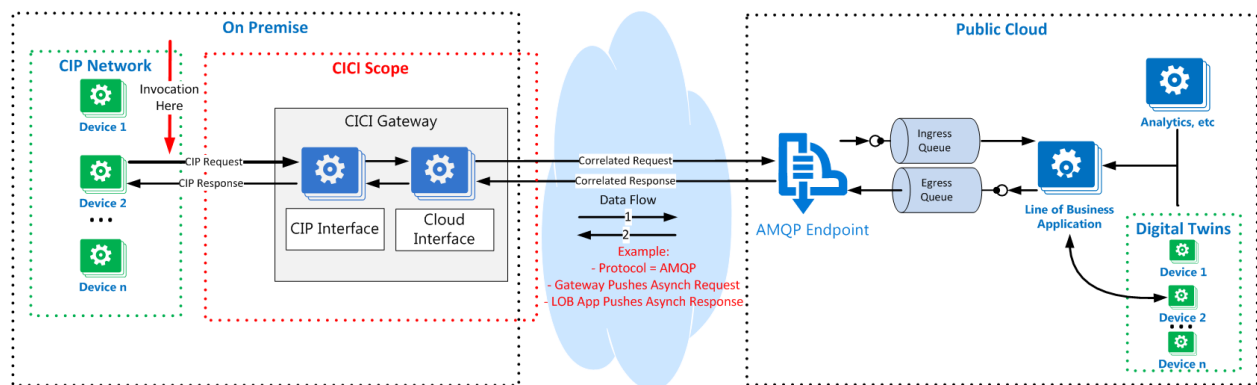 On Premise
CIP Network
Invocation
Here
Device 1
Device 2
...
Device n
CICI Scope
CICI Gateway
CIP Request
CIP Response
CIP Interface
Cloud
Interface
Correlated Request
Correlated Response
Data Flow
1
2
Example:
- Protocol = AMQP
- Gateway Pushes Asynch Request
- LOB App Pushes Asynch Response
Public Cloud
AMQP Endpoint
Ingress
Queue
Egress
Queue
Analytics, etc
Line of Business
Application
Digital Twins
Device 1
Device 2
...
Device n